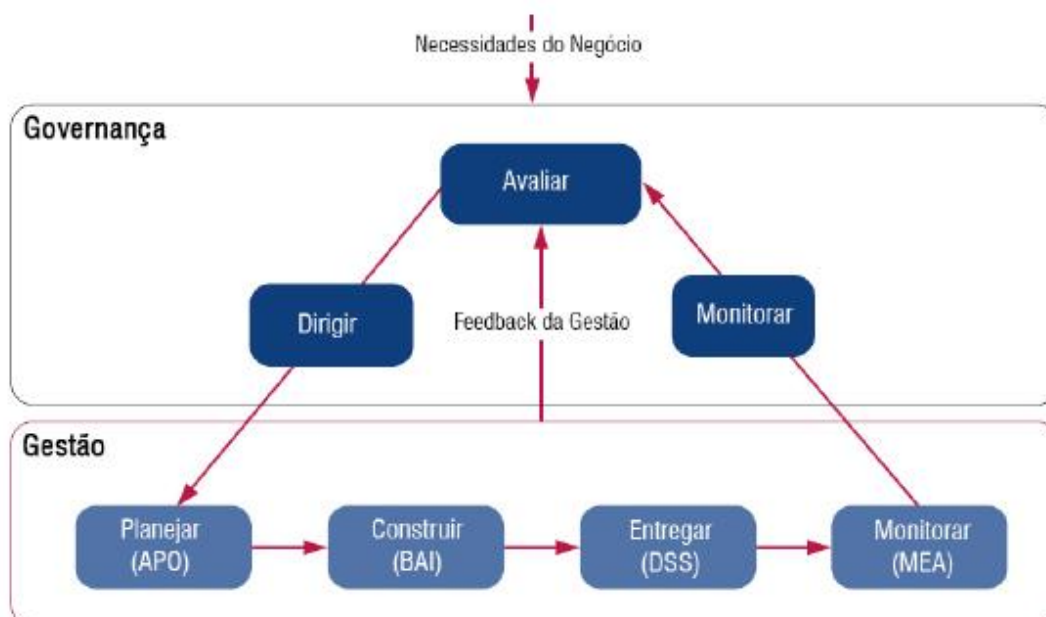 Necessidades do Negócio
Governança
Avaliar
Dirigir
Feedback da Gestão
Monitorar
Gestão
Planejar
(APO)
Construir
(BAI)
Entregar
(DSS)
Monitorar
(MEA)